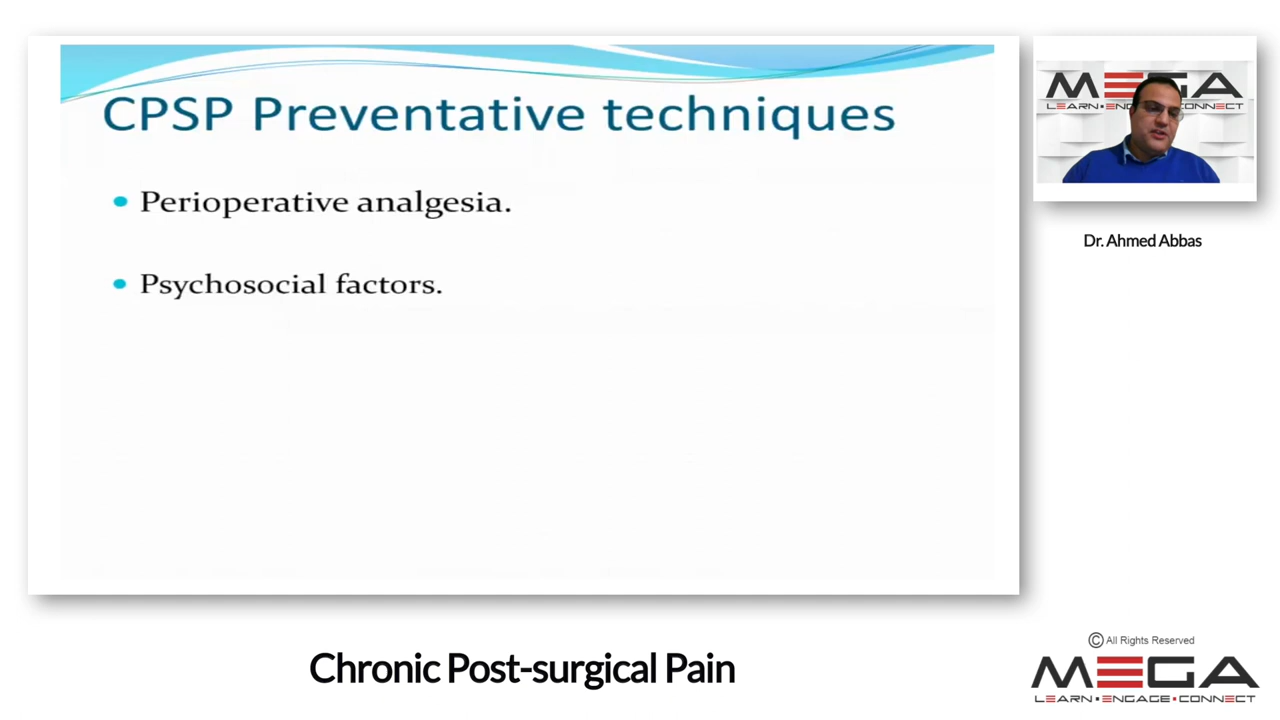 CPSP Preventative techniques
• Perioperative analgesia.
• Psychosocial factors.
MEGA
LEARN•ENGAGE•CONNECT
Dr. Ahmed Abbas
Chronic Post-surgical Pain
© All Rights Reserved
MEGA
LEARN•ENGAGE•CONNECT